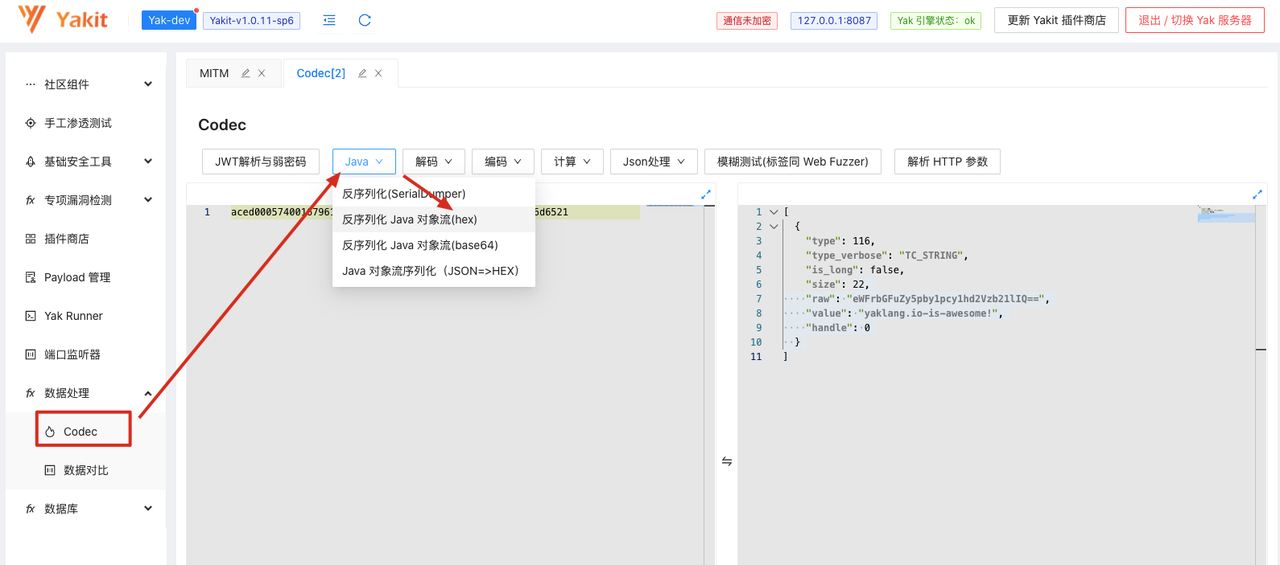 Yakit
Yak-dev
Yakit-v1.0.11-sp6
通信未加密
127.0.0.1:8087
Yak 引擎状态：ok
更新 Yakit 插件商店
退出 / 切换 Yak 服务器
社区组件
手工渗透测试
基础安全工具
专项漏洞检测
插件商店
Payload 管理
Yak Runner
端口监听器
数据处理
Codec
数据对比
数据库
MITM
Codec[2]
Codec
JWT解析与弱密码
Java
解码
编码
计算
Json处理
模糊测试(标签同 Web Fuzzer)
解析 HTTP 参数
反序列化(SerialDumper)
反序列化 Java 对象流(hex)
反序列化 Java 对象流(base64)
Java 对象流序列化（JSON=>HEX）
1
1 [
2 {
3 "type": 116,
4 "type_verbose": "TC_STRING",
5 "is_long": false,
6 "size": 22,
7 "raw": "eWFrbGFuZy5pby1pcy1hd2Vzb21lIQ==",
8 "value": "yaklang.io-is-awesome!",
9 "handle": 0
10 }
11 ]